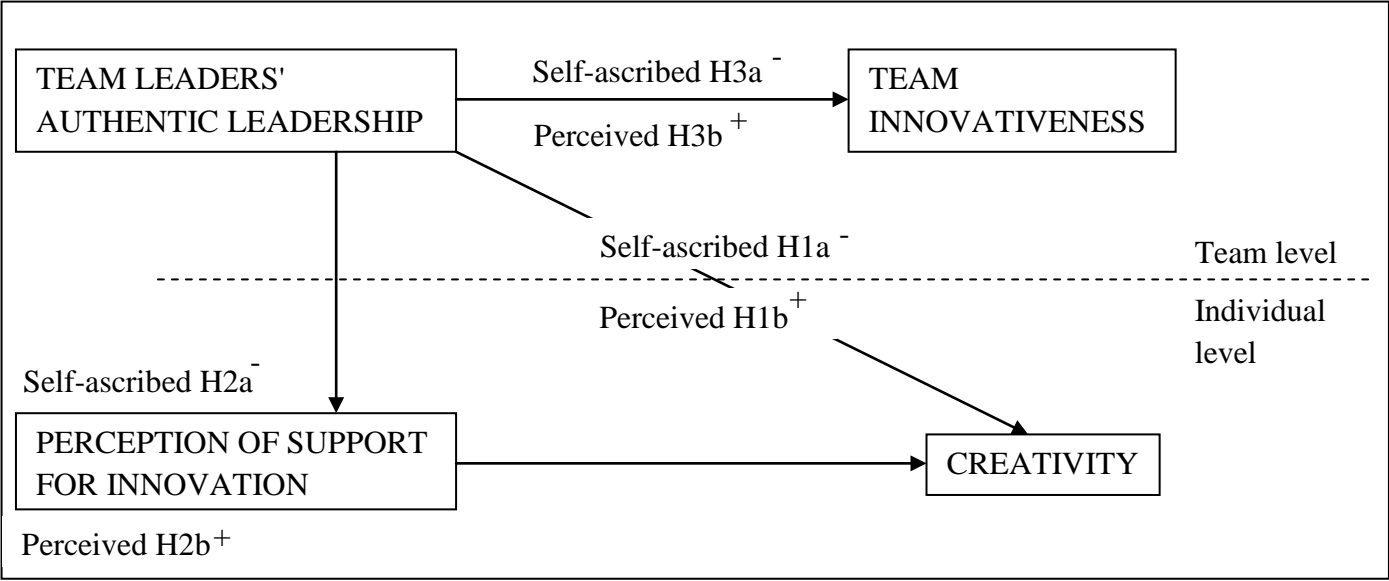 TEAM LEADERS'
AUTHENTIC LEADERSHIP
Self-ascribed H3a -
Perceived H3b +
TEAM
INNOVATIVENESS
Self-ascribed H1a -
Perceived H1b +
Team level
Individual
level
Self-ascribed H2a -
PERCEPTION OF SUPPORT
FOR INNOVATION
Perceived H2b +
CREATIVITY